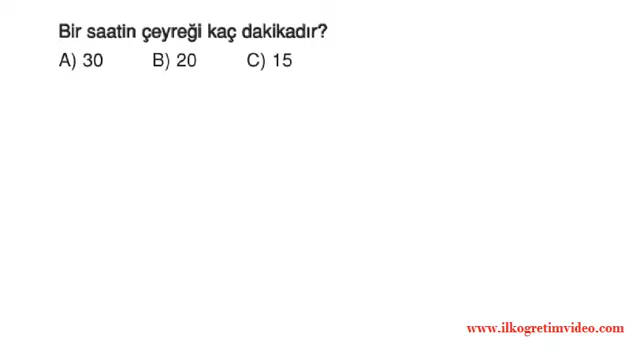 Bir saatin çeyreği kaç dakikadır?
A) 30 B) 20 C) 15
www.ilkogretimvideo.com